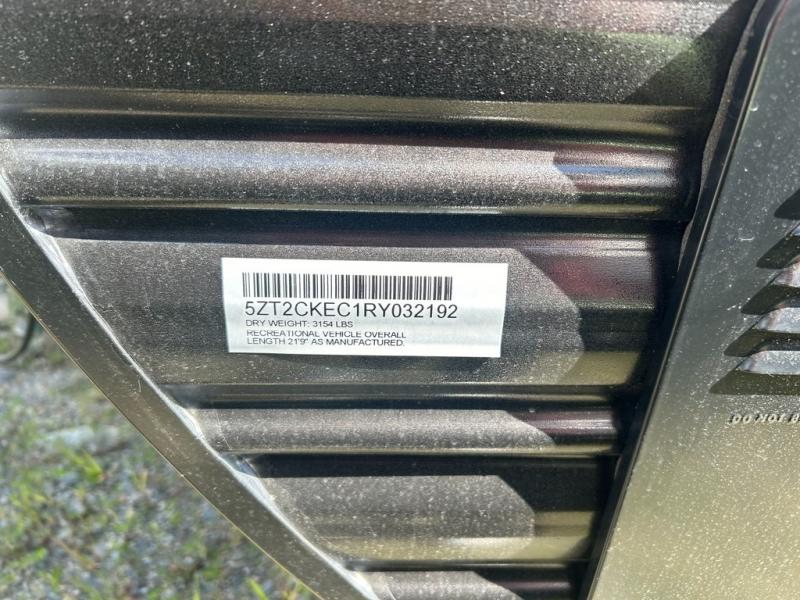 5ZT2CKEC1RY032192
DRY WEIGHT: 3154 LBS
RECREATIONAL VEHICLE OVERALL
LENGTH 21'9" AS MANUFACTURED.